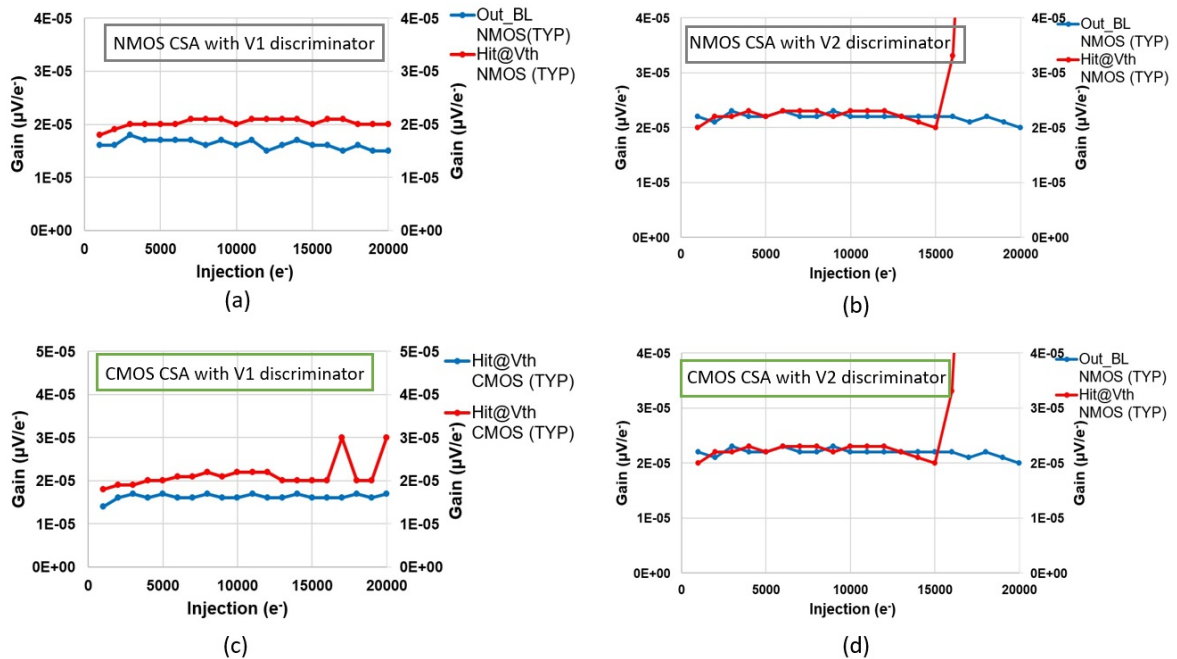 4E-05
3E-05
2E-05
1E-05
0E+00
Gain (µV/e-)
NMOS CSA with V1 discriminator
4E-05
3E-05
2E-05
1E-05
0E+00
Gain (µV/e-)
Out_BL
NMOS(TYP)
Hit@Vth
NMOS (TYP)
0 5000 10000 15000 20000
Injection (e-)
(a)
4E-05
3E-05
2E-05
1E-05
0E+00
Gain (µV/e-)
NMOS CSA with V2 discriminator
4E-05
3E-05
2E-05
1E-05
0E+00
Gain (µV/e-)
Out_BL
NMOS (TYP)
Hit@Vth
NMOS (TYP)
0 5000 10000 15000 20000
Injection (e-)
(b)
5E-05
4E-05
3E-05
2E-05
1E-05
0E+00
Gain (µV/e-)
CMOS CSA with V1 discriminator
5E-05
4E-05
3E-05
2E-05
1E-05
0E+00
Gain (µV/e-)
Hit@Vth
CMOS (TYP)
Hit@Vth
CMOS (TYP)
0 5000 10000 15000 20000
Injection (e-)
(c)
4E-05
3E-05
2E-05
1E-05
0E+00
Gain (µV/e-)
CMOS CSA with V2 discriminator
4E-05
3E-05
2E-05
1E-05
0E+00
Gain (µV/e-)
Out_BL
NMOS (TYP)
Hit@Vth
NMOS (TYP)
0 5000 10000 15000 20000
Injection (e-)
(d)